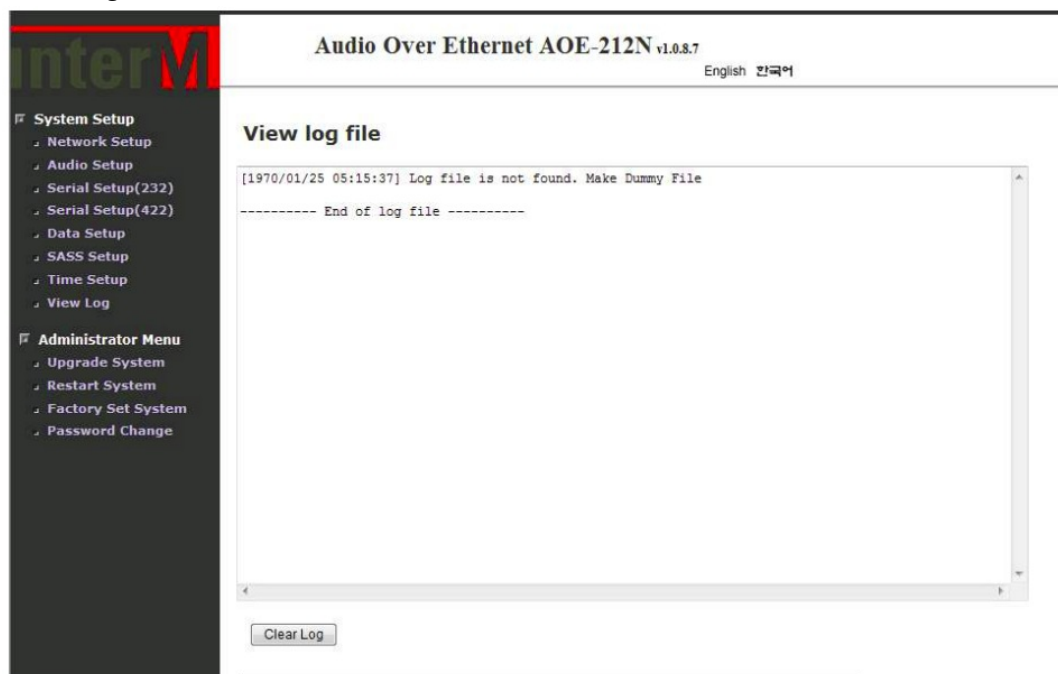 inter M
Audio Over Ethernet AOE-212N v1.0.8.7
English 한국어
System Setup
Network Setup
Audio Setup
Serial Setup(232)
Serial Setup(422)
Data Setup
SASS Setup
Time Setup
View Log
Administrator Menu
Upgrade System
Restart System
Factory Set System
Password Change
View log file
[1970/01/25 05:15:37] Log file is not found. Make Dummy File
---------- End of log file ----------
Clear Log